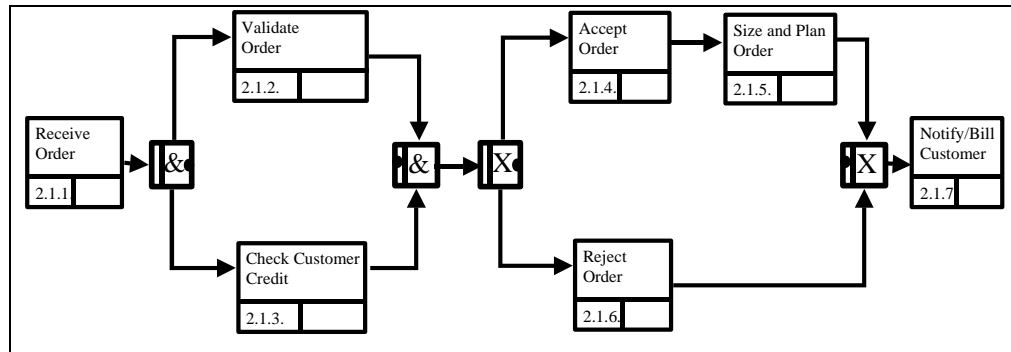 Receive
Order
2.1.1.
&
Validate
Order
2.1.2.
Check Customer
Credit
2.1.3.
&
X
Accept
Order
2.1.4.
Size and Plan
Order
2.1.5.
Reject
Order
2.1.6.
X
Notify/Bill
Customer
2.1.7